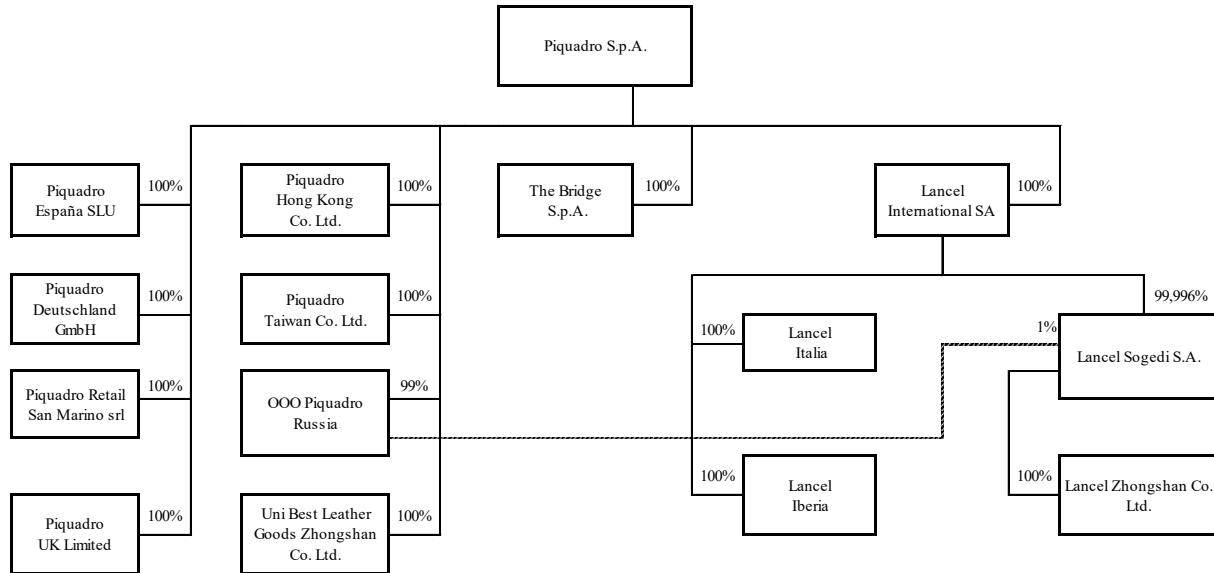 Piquadro S.p.A.
Piquadro
España SLU
100%
Piquadro
Hong Kong
Co. Ltd.
100%
The Bridge
S.p.A.
100%
Lancel
International SA
100%
Piquadro
Deutschland
GmbH
100%
Piquadro
Taiwan Co. Ltd.
100%
99,996%
100%
Lancel
Italia
1%
Lancel Sogedi S.A.
Piquadro Retail
San Marino srl
100%
OOO Piquadro
Russia
99%
Piquadro
UK Limited
100%
Uni Best Leather
Goods Zhongshan
Co. Ltd.
100%
100%
Lancel
Iberia
100%
Lancel Zhongshan Co.
Ltd.